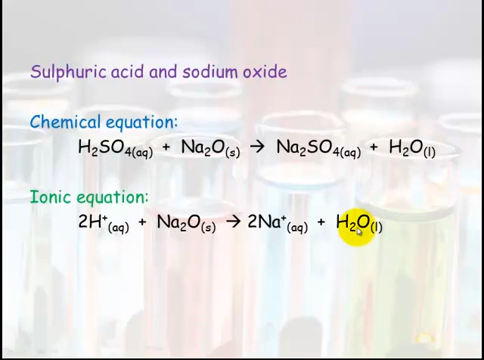 Sulphuric acid and sodium oxide
Chemical equation:
H₂SO₄(aq) + Na₂O(s) → Na₂SO₄(aq) + H₂O(l)
Ionic equation:
2H⁺(aq) + Na₂O(s) → 2Na⁺(aq) + H₂O(l)